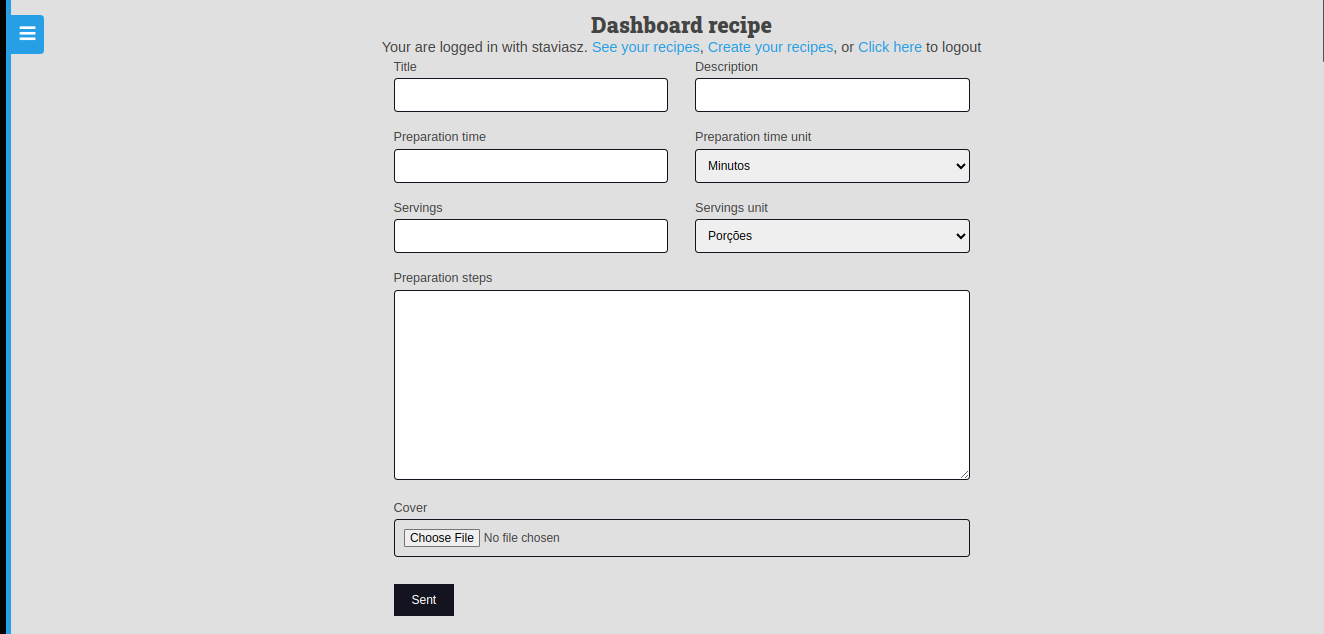 Dashboard recipe
Your are logged in with staviasz. See your recipes, Create your recipes, or Click here to logout
Title
Description
Preparation time
Preparation time unit
Minutos
Servings
Servings unit
Porções
Preparation steps
Cover
Choose File No file chosen
Sent